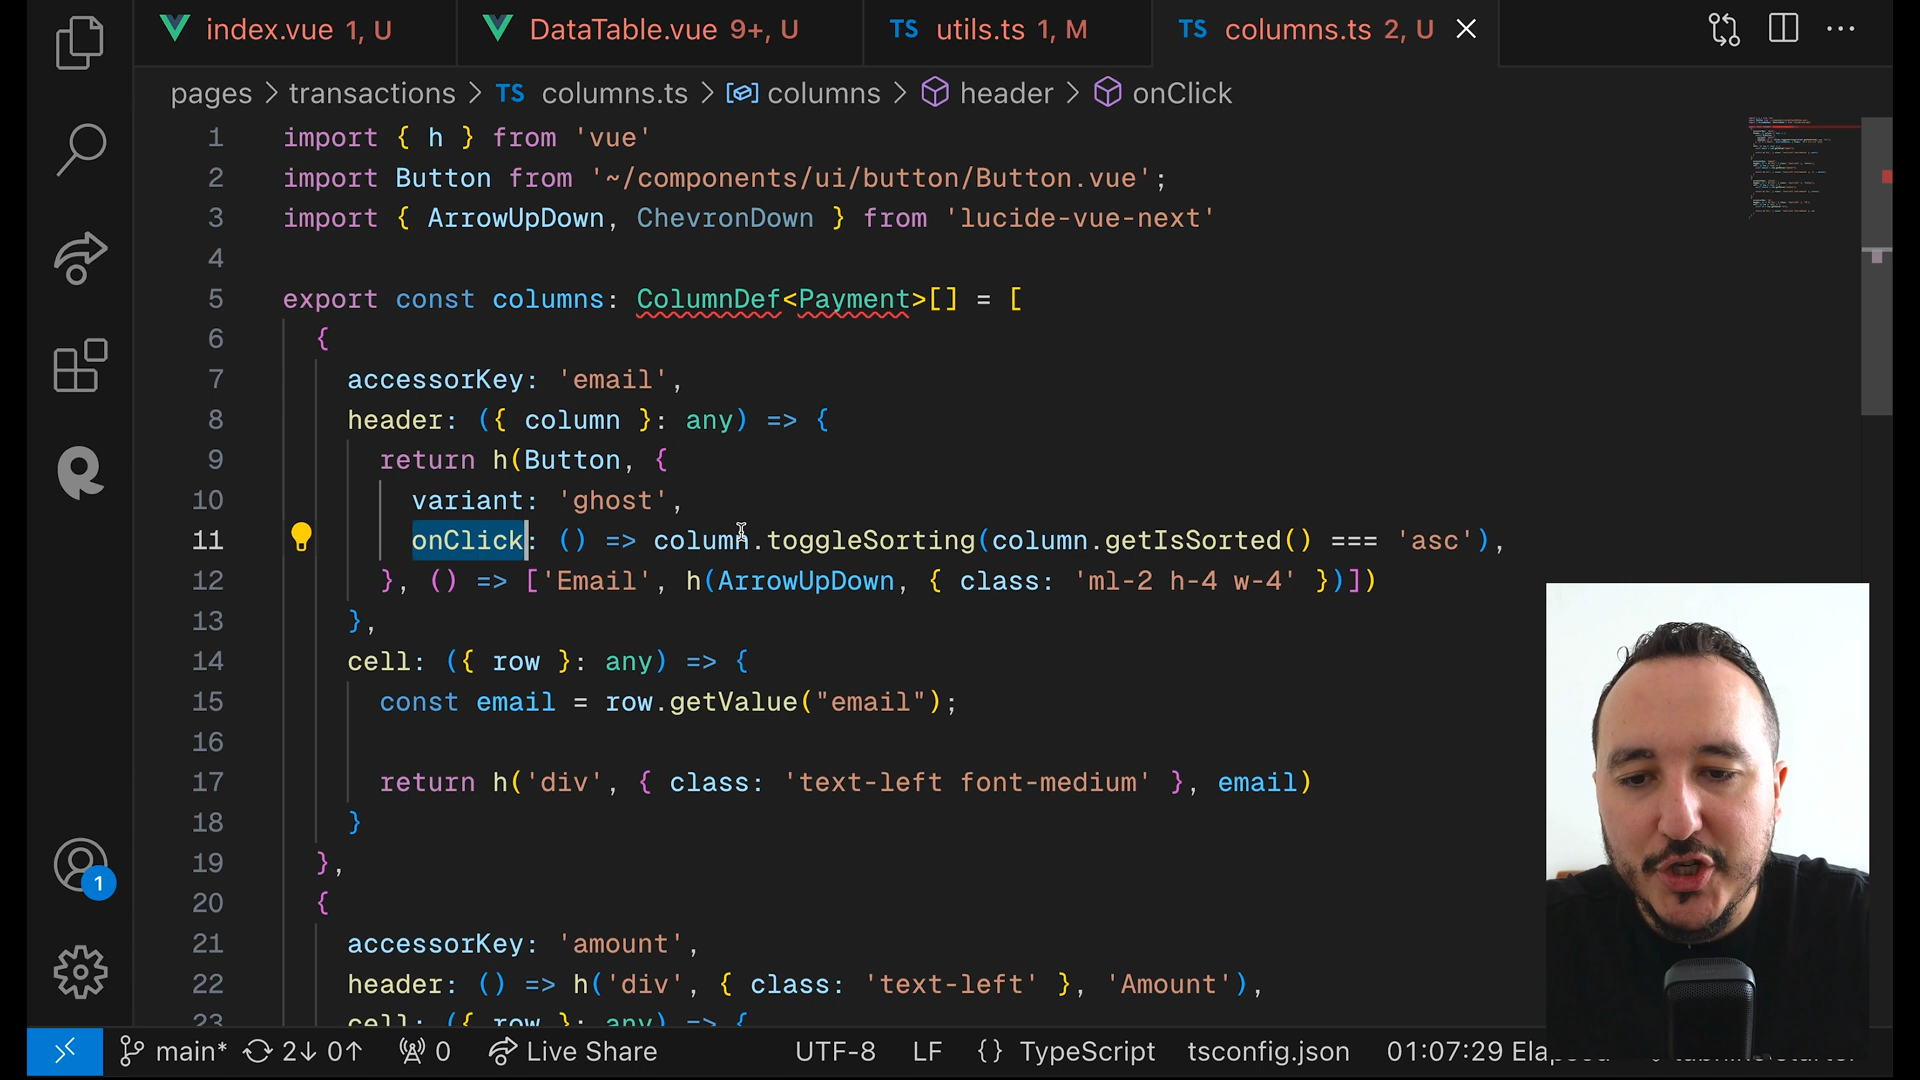 index.vue 1, U
DataTable.vue 9+, U
TS utils.ts 1, M
TS columns.ts 2, U
pages > transactions > TS columns.ts > columns > header > onClick
1 import { h } from 'vue'
2 import Button from '~/components/ui/button/Button.vue';
3 import { ArrowUpDown, ChevronDown } from 'lucide-vue-next'
4
5 export const columns: ColumnDef<Payment>[] = [
6 {
7 accessorKey: 'email',
8 header: ({ column }: any) => {
9 return h(Button, {
10 variant: 'ghost',
11 onClick: () => column.toggleSorting(column.getIsSorted() === 'asc'),
12 }, () => ['Email', h(ArrowUpDown, { class: 'ml-2 h-4 w-4' })])
13 },
14 cell: ({ row }: any) => {
15 const email = row.getValue("email");
16
17 return h('div', { class: 'text-left font-medium' }, email)
18 }
19 },
20 {
21 accessorKey: 'amount',
22 header: () => h('div', { class: 'text-left' }, 'Amount'),
23 cell: ({ row }: any) => {
1
main* 2↓ 0↑ 0 Live Share UTF-8 LF {} TypeScript tsconfig.json 01:07:29